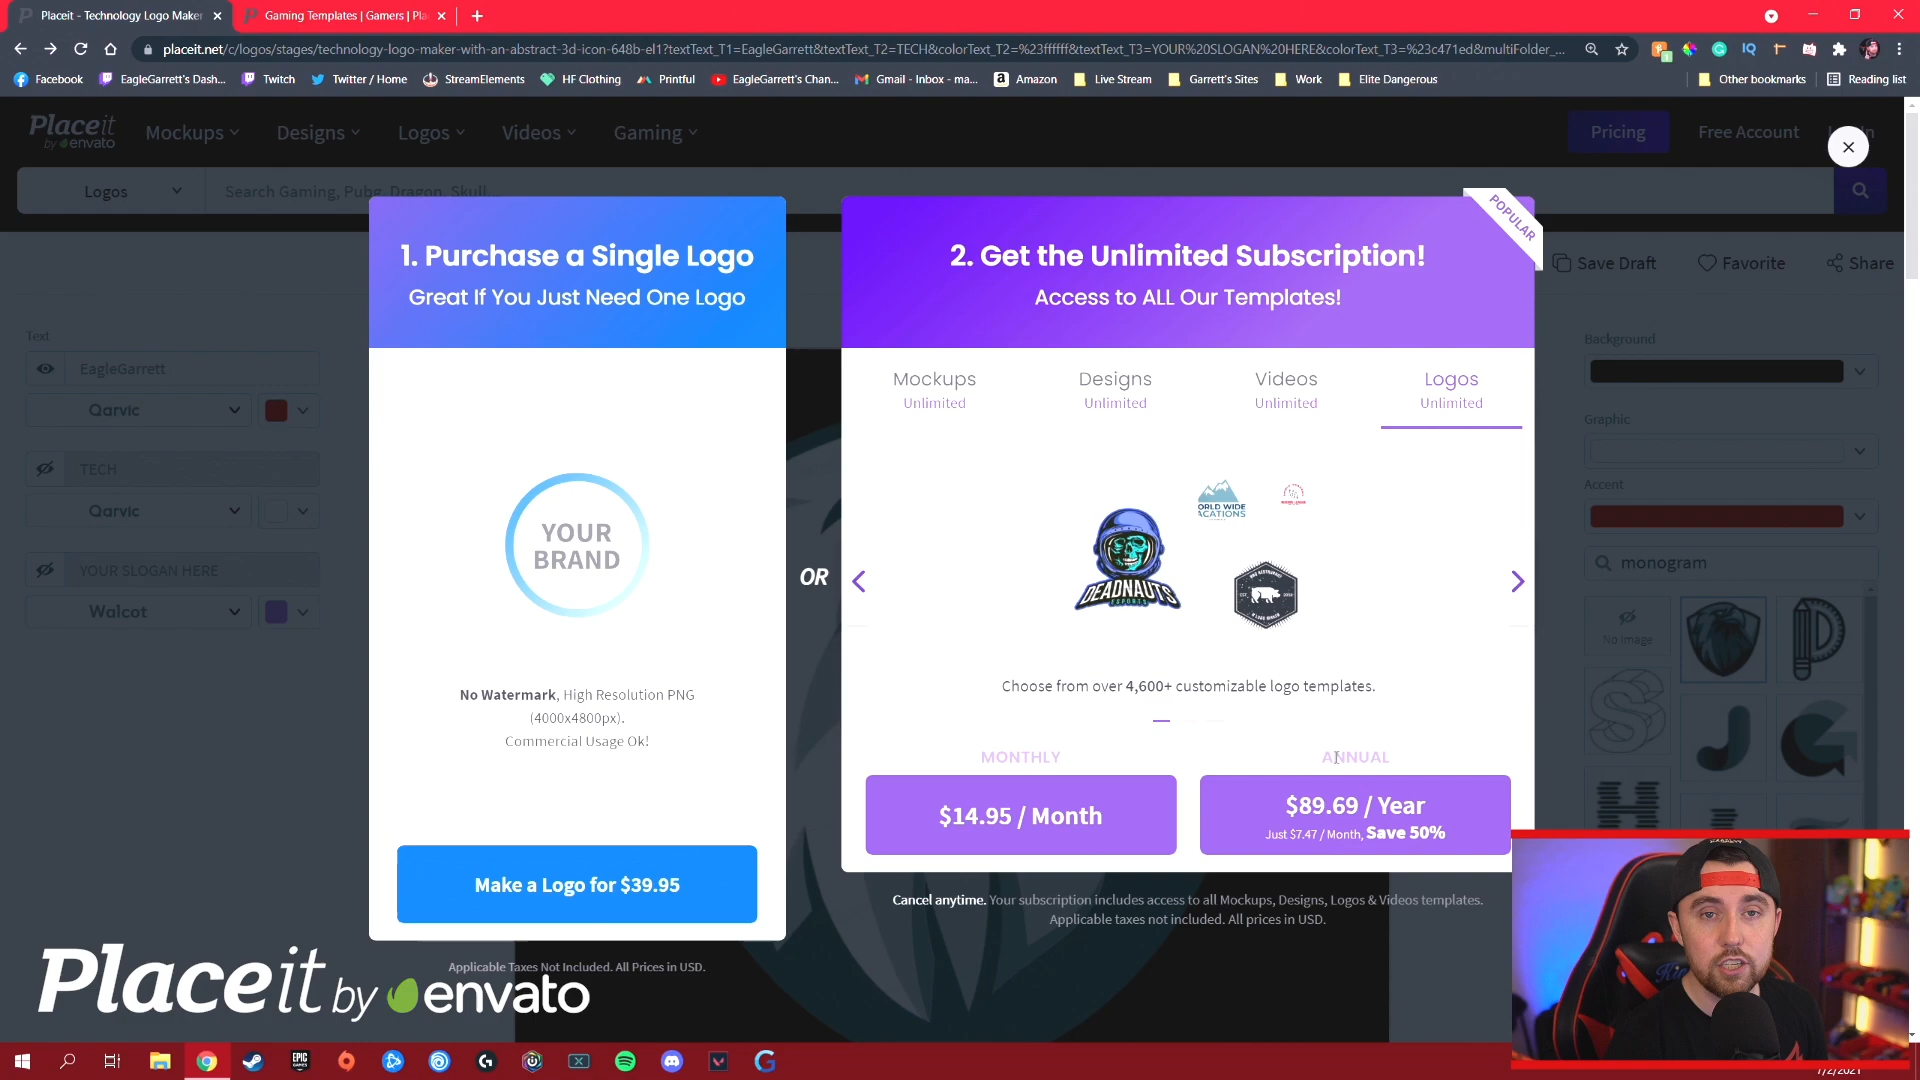 Placeit - Technology Logo Maker
Gaming Templates | Gamers | Pla
placeit.net/c/logos/stages/technology-logo-maker-with-an-abstract-3d-icon-648b-el1?textText_T1=EagleGarrett&textText_T2=TECH&colorText_T2=%23ffffff&textText_T3=YOUR%20SLOGAN%20HERE&colorText_T3=%23c471ed&multiFolder_...
Facebook
EagleGarrett's Dash...
Twitch
Twitter / Home
StreamElements
HF Clothing
Printful
EagleGarrett's Chan...
Gmail - Inbox - ma...
Amazon
Live Stream
Garrett's Sites
Work
Elite Dangerous
Other bookmarks
Reading list
Placeit
by envato
Mockups
Designs
Logos
Videos
Gaming
Pricing
Free Account
Logos
Search Gaming, Pubg, Dragon, Skull...
Save Draft
Favorite
Share
Text
EagleGarrett
Qarvic
TECH
Qarvic
YOUR SLOGAN HERE
Walcot
1. Purchase a Single Logo
Great If You Just Need One Logo
YOUR
BRAND
No Watermark, High Resolution PNG
(4000x4800px).
Commercial Usage Ok!
Make a Logo for $39.95
Applicable Taxes Not Included. All Prices in USD.
OR
POPULAR
2. Get the Unlimited Subscription!
Access to ALL Our Templates!
Mockups
Unlimited
Designs
Unlimited
Videos
Unlimited
Logos
Unlimited
DEADNAUTS
ESPORTS
ORLD WIDE
ACATIONS
Choose from over 4,600+ customizable logo templates.
MONTHLY
$14.95 / Month
ANNUAL
$89.69 / Year
Just $7.47 / Month, Save 50%
Cancel anytime. Your subscription includes access to all Mockups, Designs, Logos & Videos templates.
Applicable taxes not included. All prices in USD.
Background
Graphic
Accent
monogram
No Image
Placeit by envato
EPIC
GAMES
7/2/2021